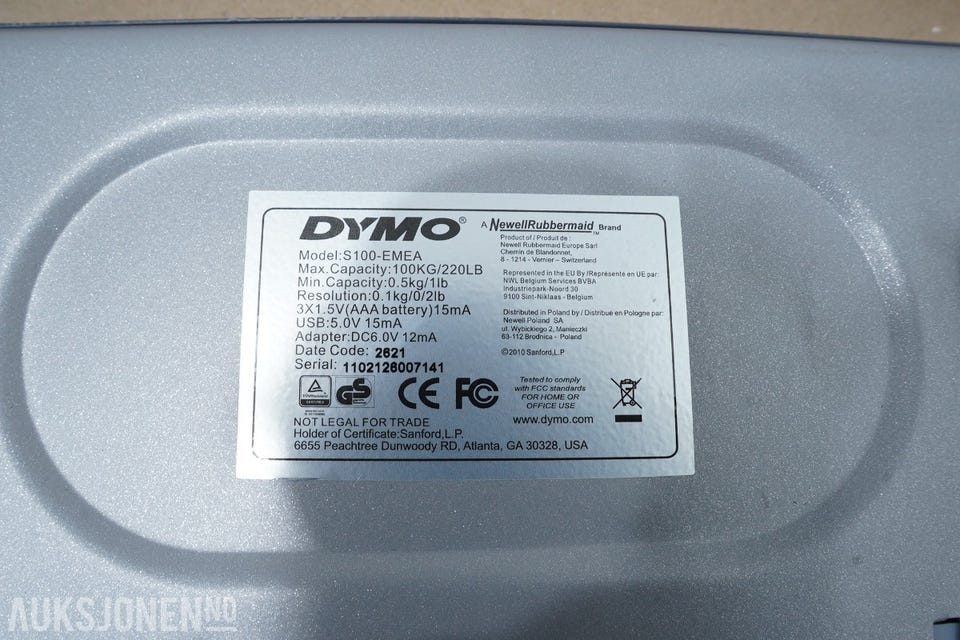 DYMO®
Model:S100-EMEA
Max.Capacity:100KG/220LB
Min.Capacity:0.5kg/1lb
Resolution:0.1kg/0/2lb
3X1.5V(AAA battery)15mA
USB:5.0V 15mA
Adapter:DC6.0V 12mA
Date Code: 2621
Serial: 1102126007141
A NewellRubbermaid™ Brand
Product of / Produit de :
Newell Rubbermaid Europe Sarl
Chemin de Blandonnet,
8 - 1214 - Vernier – Switzerland
Represented in the EU By /Représente en UE par:
NWL Belgium Services BVBA
Industriepark-Noord 30
9100 Sint-Niklaas - Belgium
Distributed in Poland by / Distribué en Pologne par:
Newell Poland SA
ul. Wybickiego 2, Manieczki
63-112 Brodnica - Poland
©2010 Sanford,L.P
GS
CE
FC
Tested to comply
with FCC standards
FOR HOME OR
OFFICE USE
www.dymo.com
NOT LEGAL FOR TRADE
Holder of Certificate:Sanford,L.P.
6655 Peachtree Dunwoody RD, Atlanta, GA 30328, USA
AUKSJONEN.NO